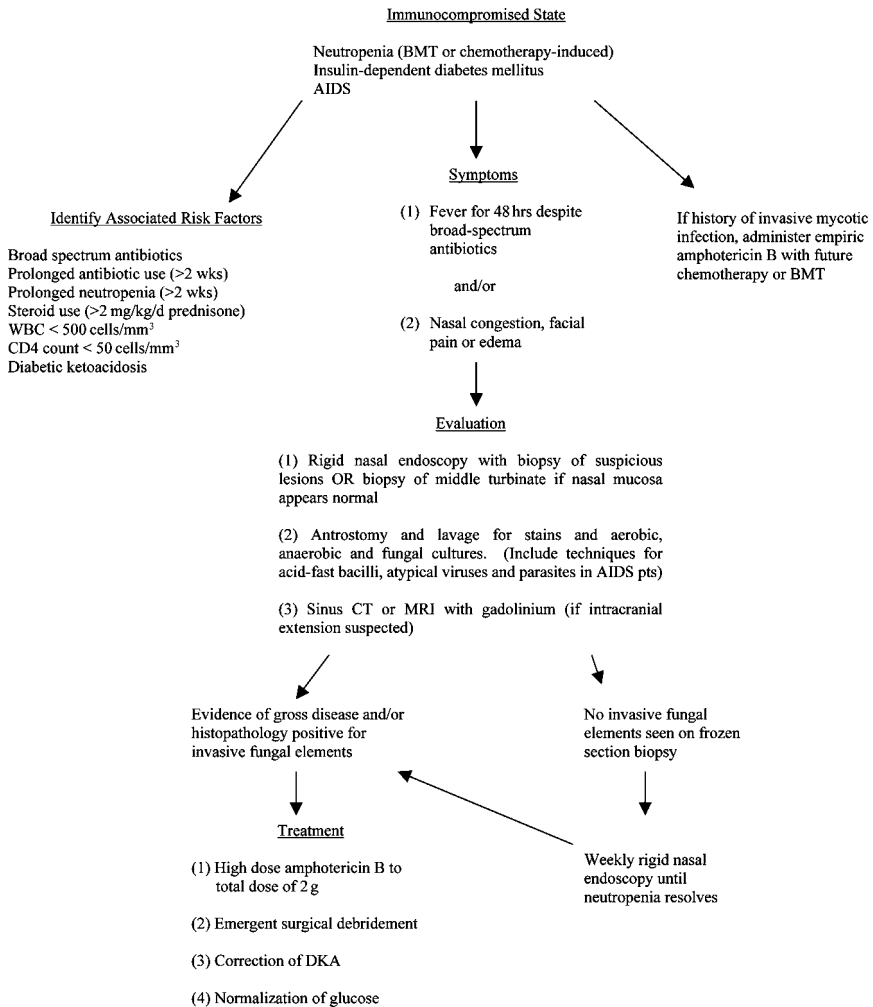 Immunocompromised State
Neutropenia (BMT or chemotherapy-induced)
Insulin-dependent diabetes mellitus
AIDS
Identify Associated Risk Factors
Broad spectrum antibiotics
Prolonged antibiotic use (>2 wks)
Prolonged neutropenia (>2 wks)
Steroid use (>2 mg/kg/d prednisone)
WBC < 500 cells/mm³
CD4 count < 50 cells/mm³
Diabetic ketoacidosis
Symptoms
(1) Fever for 48 hrs despite
broad-spectrum
antibiotics
and/or
(2) Nasal congestion, facial
pain or edema
If history of invasive mycotic
infection, administer empiric
amphotericin B with future
chemotherapy or BMT
Evaluation
(1) Rigid nasal endoscopy with biopsy of suspicious
lesions OR biopsy of middle turbinate if nasal mucosa
appears normal
(2) Antrostomy and lavage for stains and aerobic,
anaerobic and fungal cultures. (Include techniques for
acid-fast bacilli, atypical viruses and parasites in AIDS pts)
(3) Sinus CT or MRI with gadolinium (if intracranial
extension suspected)
Evidence of gross disease and/or
histopathology positive for
invasive fungal elements
No invasive fungal
elements seen on frozen
section biopsy
Treatment
(1) High dose amphotericin B to
total dose of 2 g
(2) Emergent surgical debridement
(3) Correction of DKA
(4) Normalization of glucose
Weekly rigid nasal
endoscopy until
neutropenia resolves